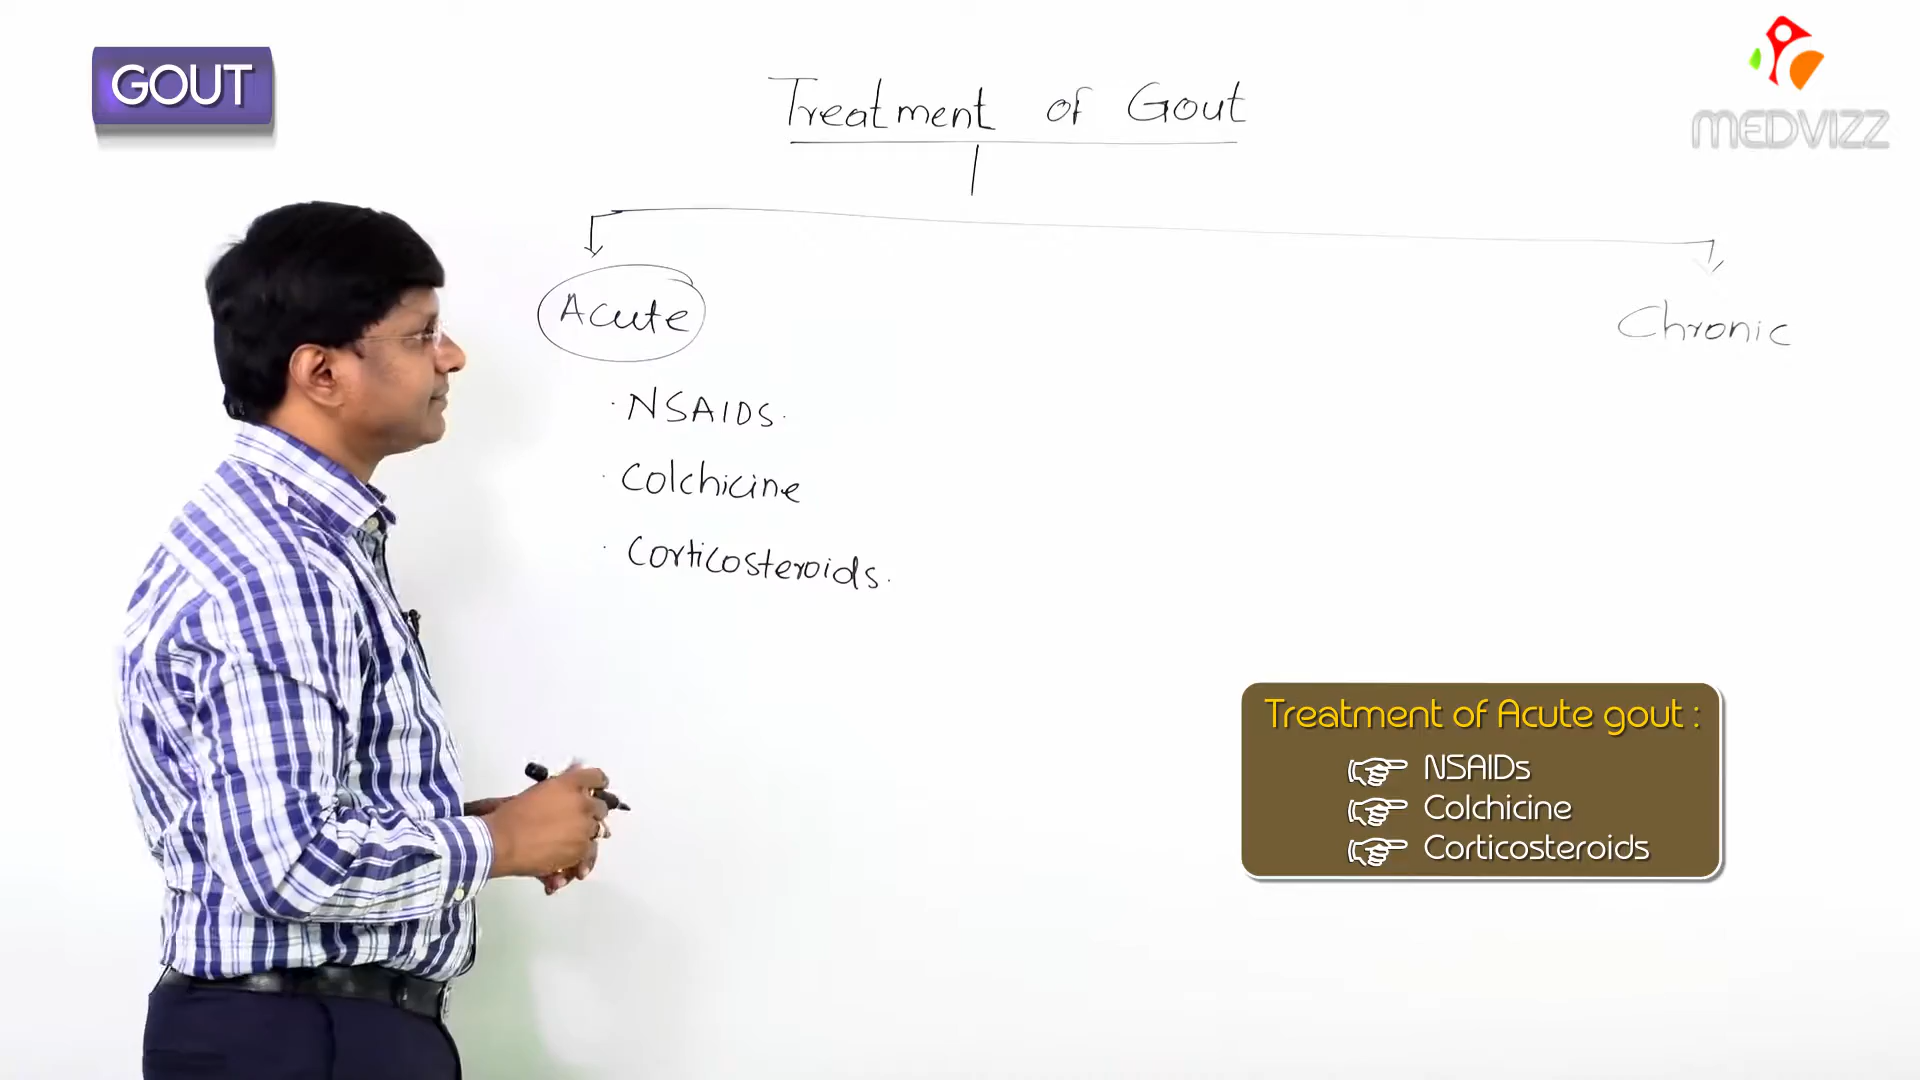 GOUT
Treatment of Gout
MEDVIZZ
Acute
Chronic
· NSAIDS.
· Colchicine
· Corticosteroids.
Treatment of Acute gout :
NSAIDs
Colchicine
Corticosteroids